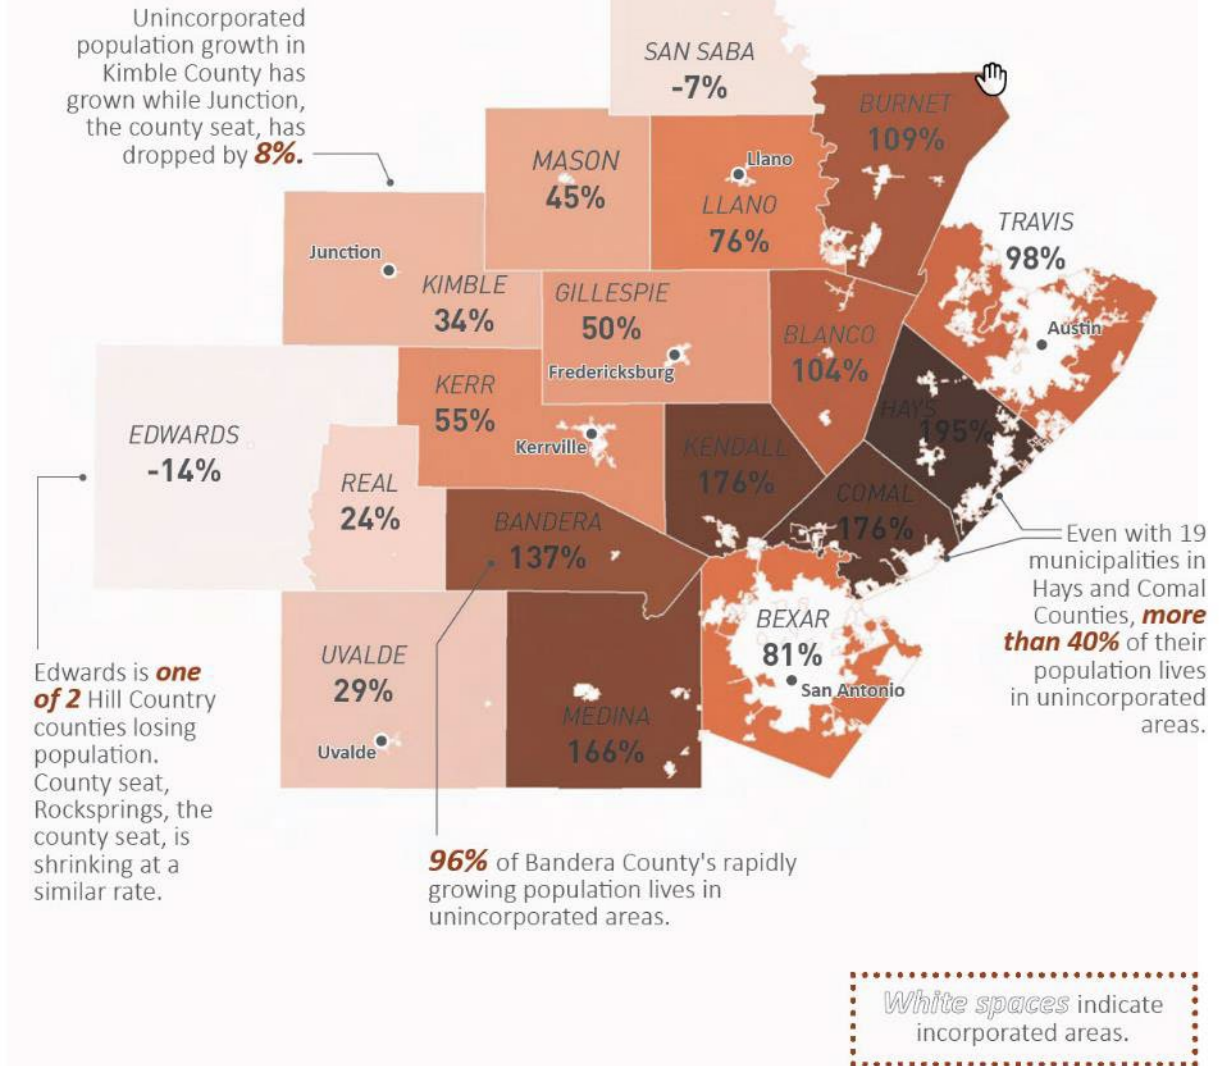 Unincorporated
population growth in
Kimble County has
grown while Junction,
the county seat, has
dropped by 8%.
SAN SABA
-7%
BURNET
109%
MASON
45%
Llano
LLANO
76%
TRAVIS
98%
Junction
KIMBLE
34%
GILLESPIE
50%
Fredericksburg
BLANCO
104%
Austin
KERR
55%
Kerrville
HAYS
195%
EDWARDS
-14%
REAL
24%
KENDALL
176%
COMAL
176%
BANDERA
137%
Even with 19
municipalities in
Hays and Comal
Counties, more
than 40% of their
population lives
in unincorporated
areas.
UVALDE
29%
Uvalde
MEDINA
166%
BEXAR
81%
San Antonio
Edwards is one
of 2 Hill Country
counties losing
population.
County seat,
Rocksprings, the
county seat, is
shrinking at a
similar rate.
96% of Bandera County's rapidly
growing population lives in
unincorporated areas.
White spaces indicate
incorporated areas.